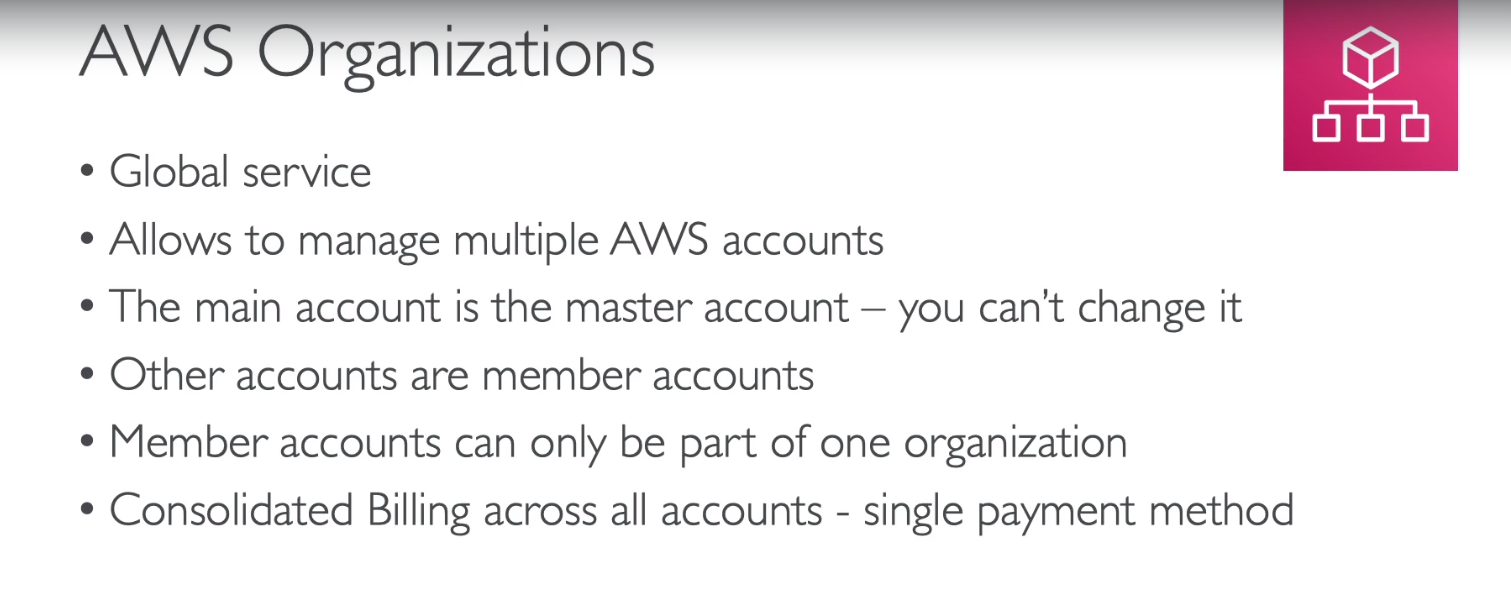 AWS Organizations
• Global service
• Allows to manage multiple AWS accounts
• The main account is the master account – you can't change it
• Other accounts are member accounts
• Member accounts can only be part of one organization
• Consolidated Billing across all accounts - single payment method